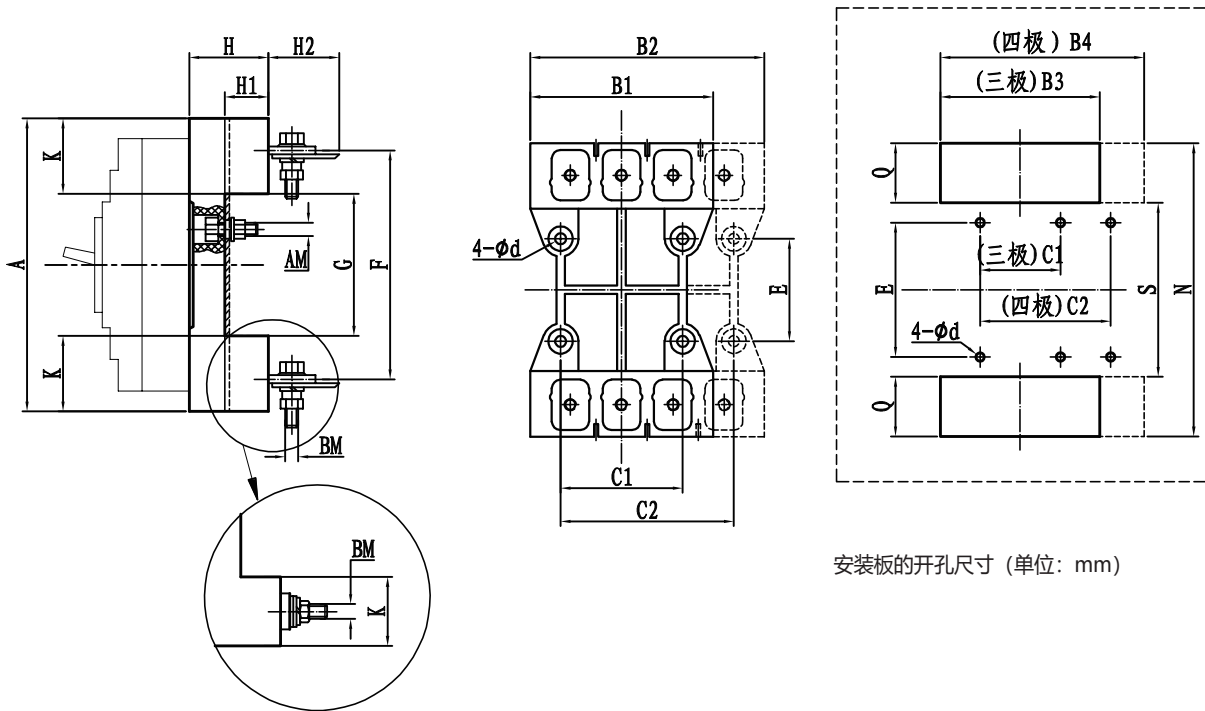 H
H2
H1
K
A
AM
G
F
K
BM
BM
K
B2
B1
4-Φd
E
C1
C2
(四极) B4
(三极) B3
Q
(三极) C1
E
S
N
(四极) C2
4-Φd
Q
安装板的开孔尺寸 (单位: mm)